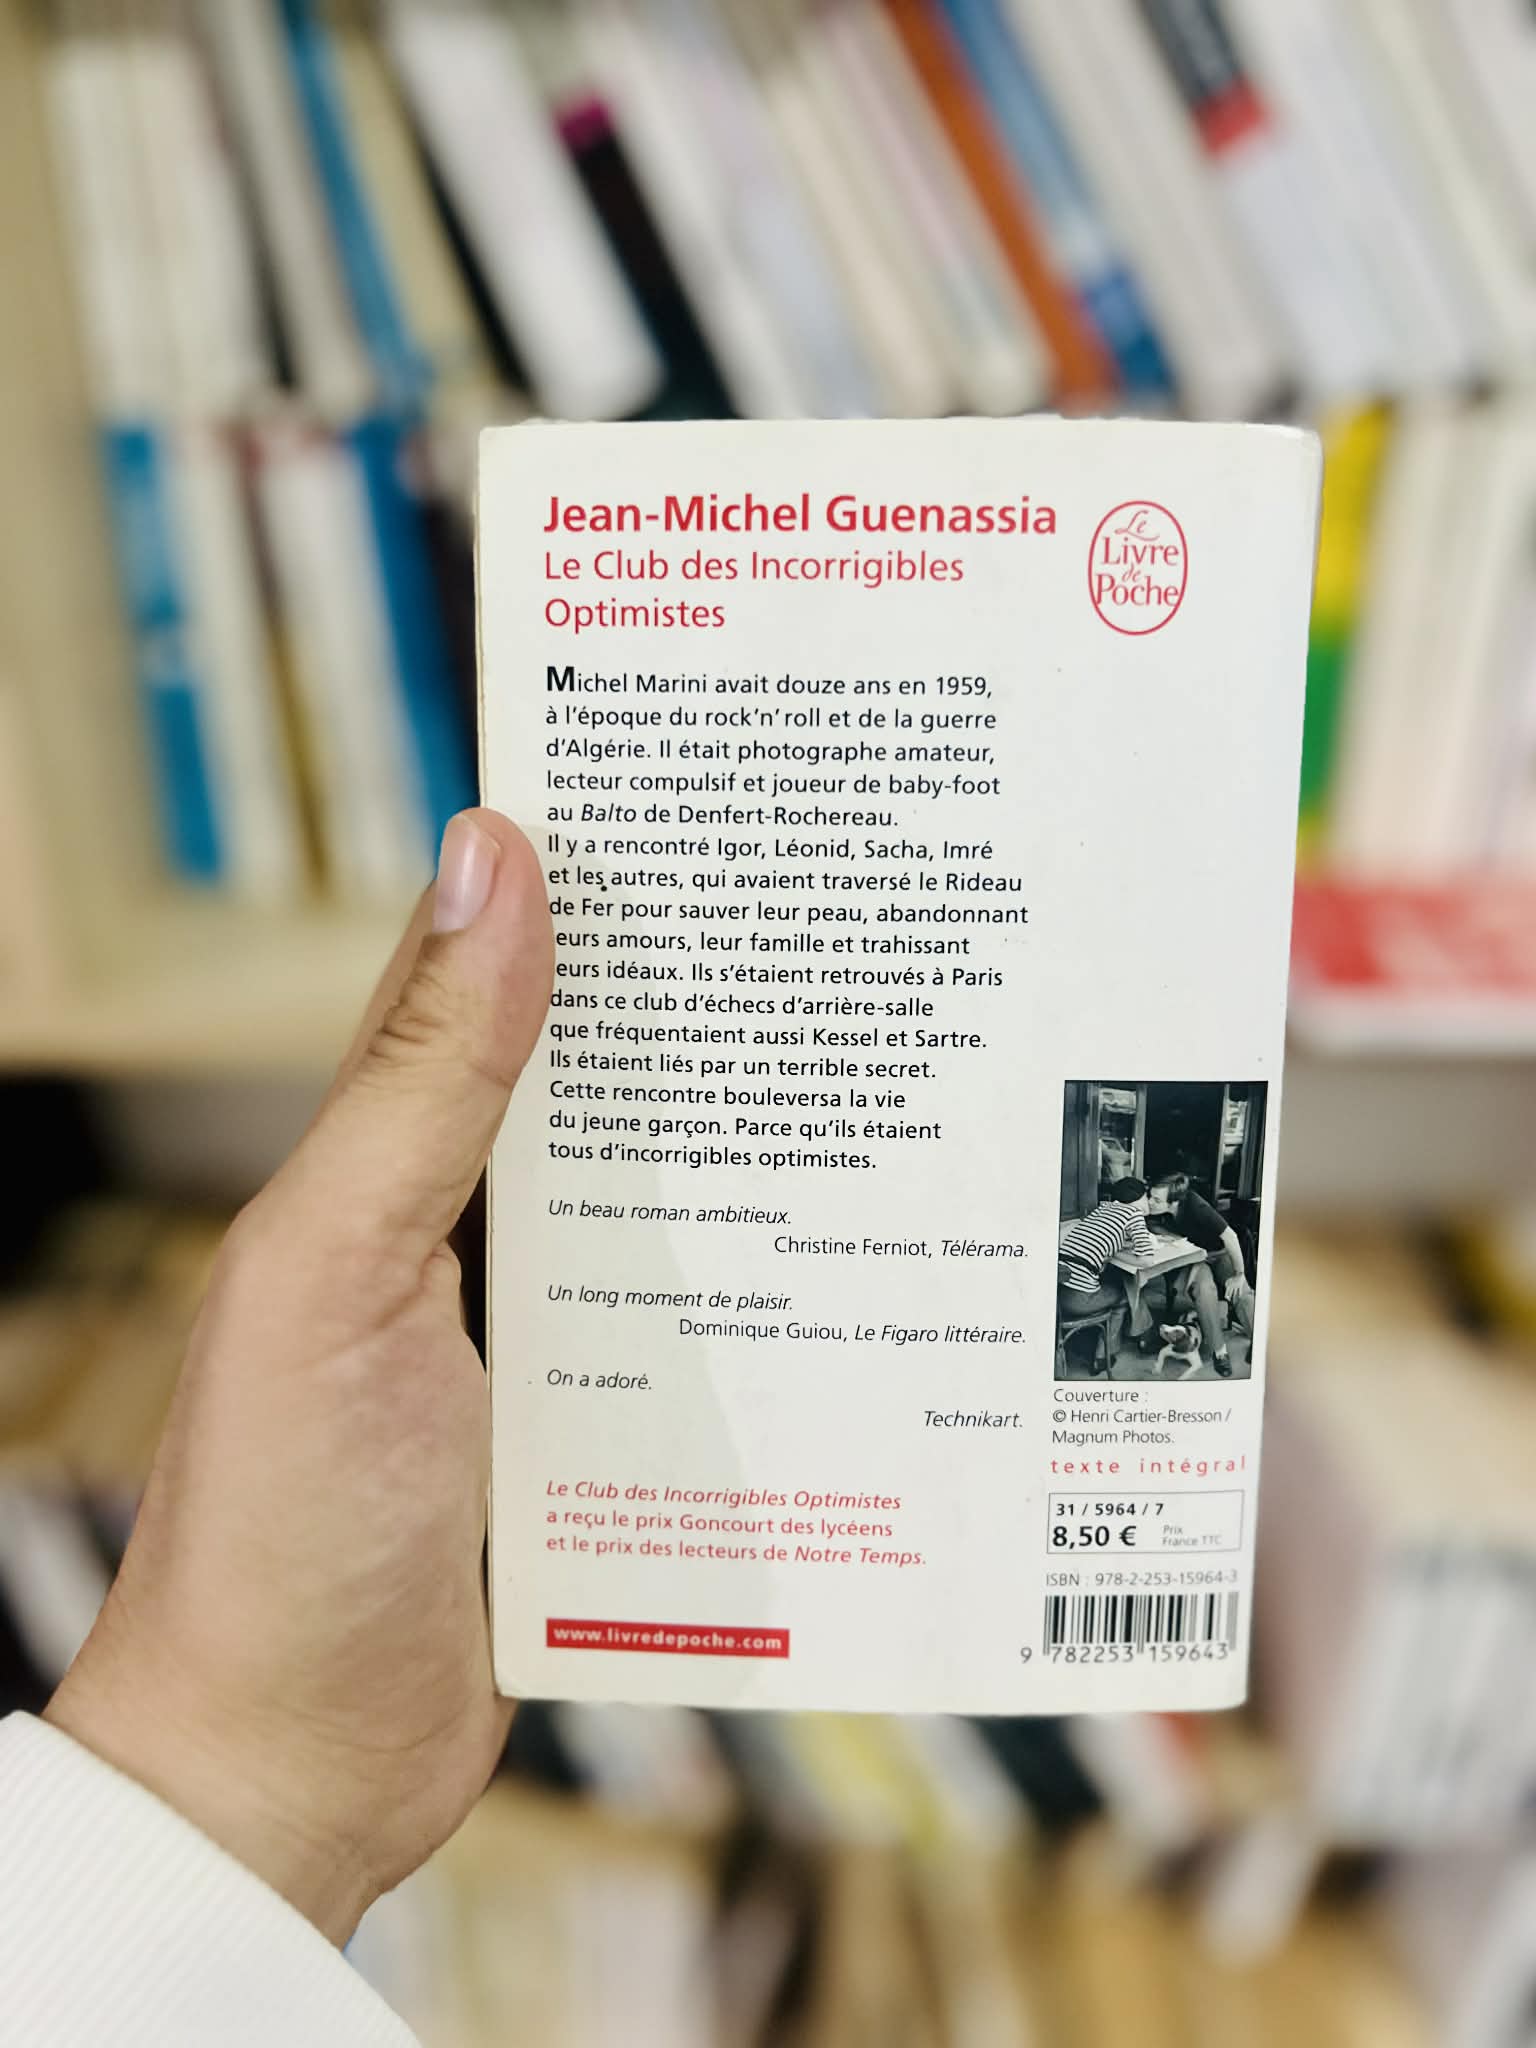 Jean-Michel Guenassia
Le Club des Incorrigibles
Optimistes
Le
Livre
de
Poche
Michel Marini avait douze ans en 1959,
à l’époque du rock’n’ roll et de la guerre
d’Algérie. Il était photographe amateur,
lecteur compulsif et joueur de baby-foot
au Balto de Denfert-Rochereau.
Il y a rencontré Igor, Léonid, Sacha, Imré
et les autres, qui avaient traversé le Rideau
de Fer pour sauver leur peau, abandonnant
eurs amours, leur famille et trahissant
eurs idéaux. Ils s’étaient retrouvés à Paris
dans ce club d’échecs d’arrière-salle
que fréquentaient aussi Kessel et Sartre.
Ils étaient liés par un terrible secret.
Cette rencontre bouleversa la vie
du jeune garçon. Parce qu’ils étaient
tous d’incorrigibles optimistes.
Un beau roman ambitieux.
Christine Ferniot, Télérama.
Un long moment de plaisir.
Dominique Guiou, Le Figaro littéraire.
On a adoré.
Technikart.
Le Club des Incorrigibles Optimistes
a reçu le prix Goncourt des lycéens
et le prix des lecteurs de Notre Temps.
www.livredepoche.com
Couverture :
© Henri Cartier-Bresson /
Magnum Photos.
texte intégral
31 / 5964 / 7
8,50 € Prix
France TTC
ISBN : 978-2-253-15964-3
9 782253 159643